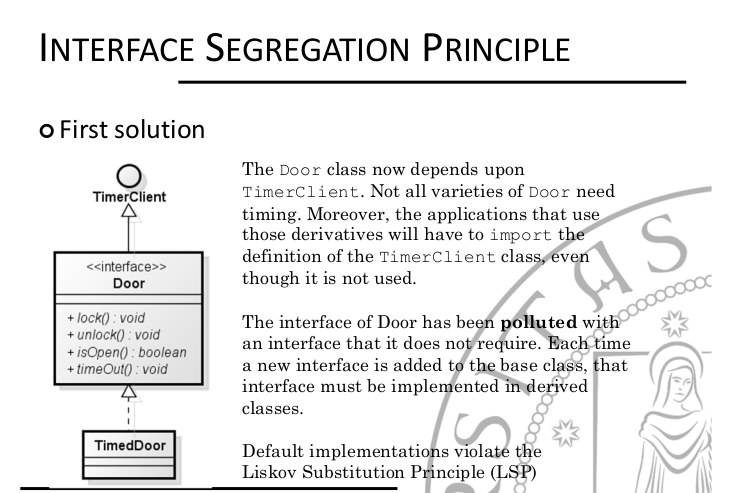 INTERFACE SEGREGATION PRINCIPLE
First solution
TimerClient
<<interface>>
Door
+ lock() : void
+ unlock() : void
+ isOpen() : boolean
+ timeOut() : void
TimedDoor
The Door class now depends upon
TimerClient. Not all varieties of Door need
timing. Moreover, the applications that use
those derivatives will have to import the
definition of the TimerClient class, even
though it is not used.
The interface of Door has been polluted with
an interface that it does not require. Each time
a new interface is added to the base class, that
interface must be implemented in derived
classes.
Default implementations violate the
Liskov Substitution Principle (LSP)